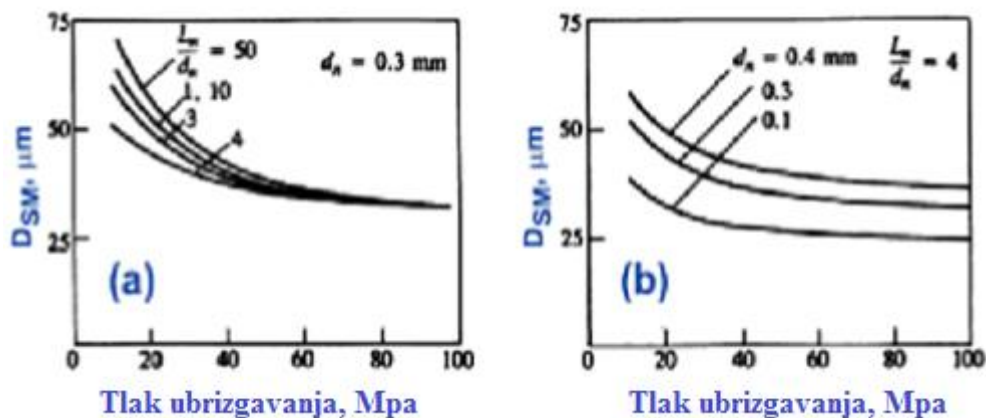 75
50
25
0
D_SM, μm
L_n/d_n = 50
1, 10
3
4
d_n = 0.3 mm
(a)
0 20 40 60 80 100
Tlak ubrizgavanja, Mpa
75
50
25
D_SM, μm
d_n = 0.4 mm
0.3
0.1
L_n/d_n = 4
(b)
0 20 40 60 80 100
Tlak ubrizgavanja, Mpa